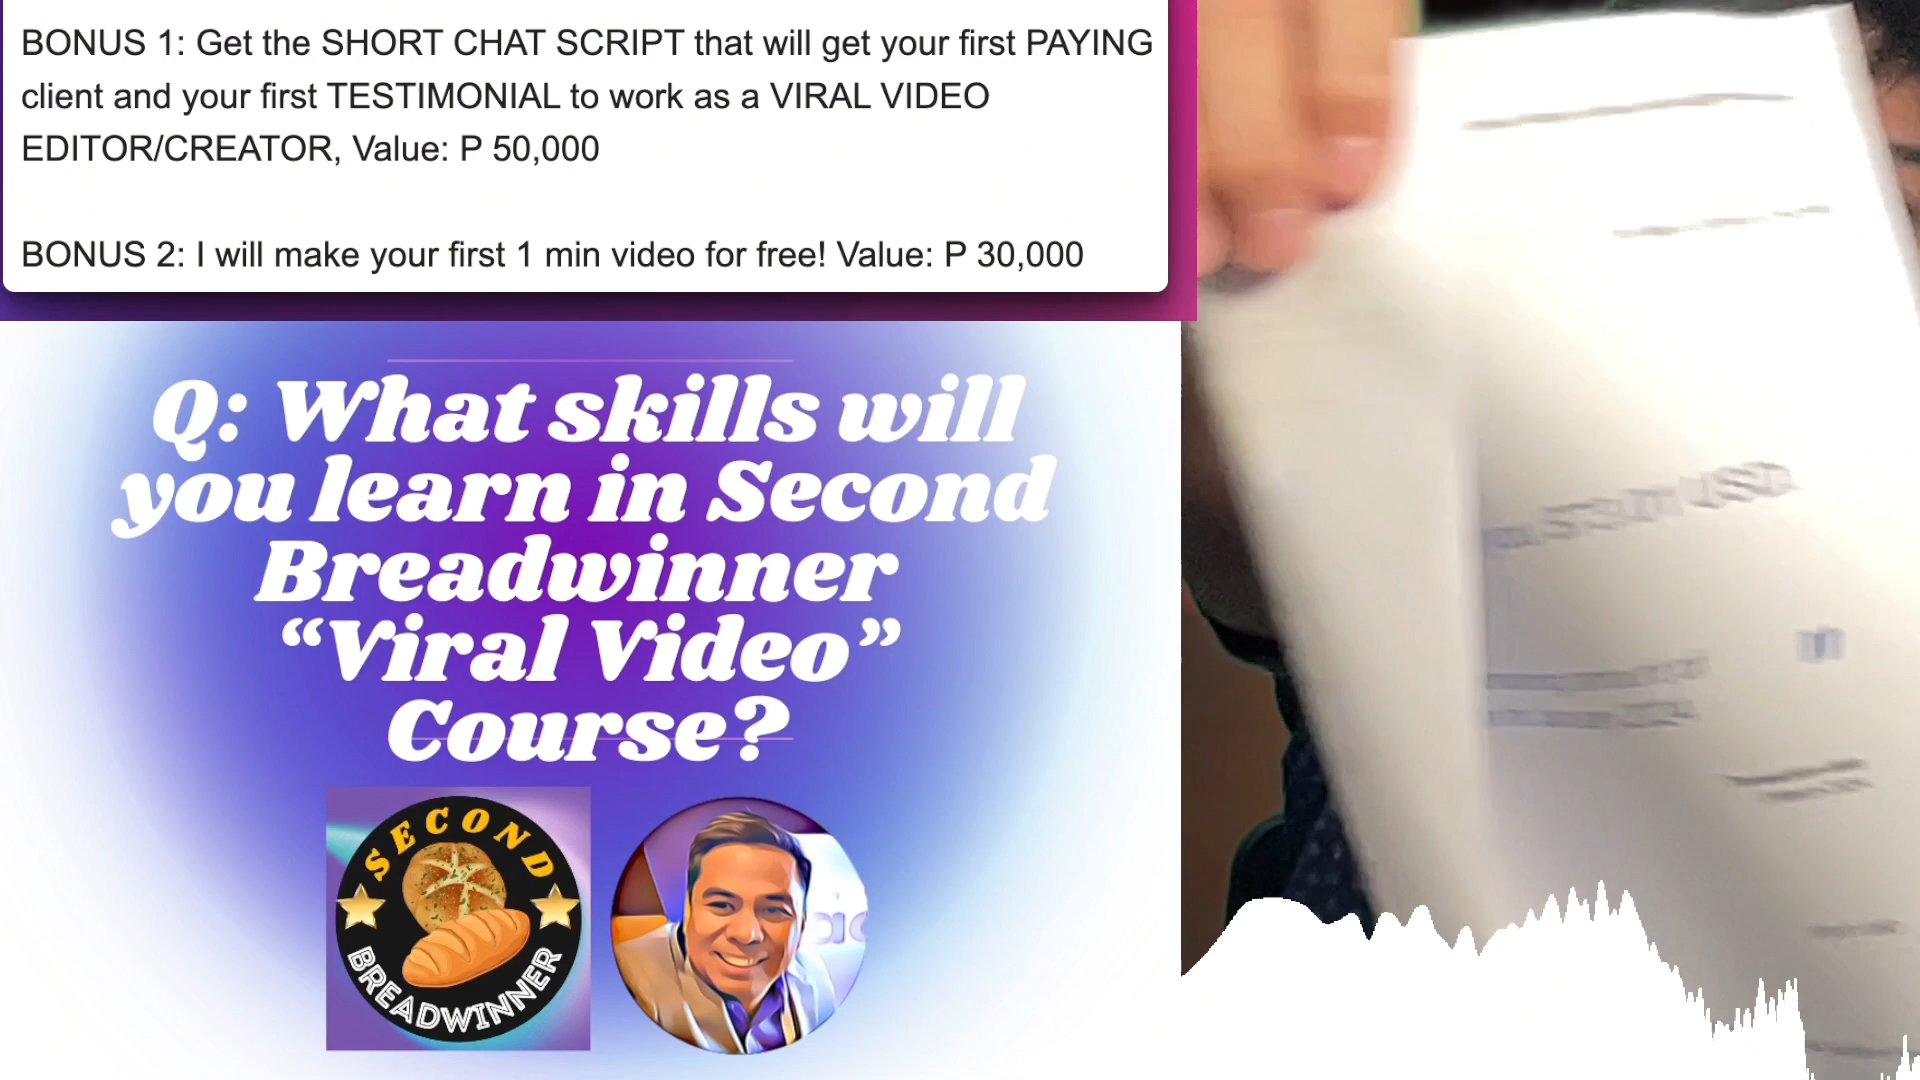 BONUS 1: Get the SHORT CHAT SCRIPT that will get your first PAYING
client and your first TESTIMONIAL to work as a VIRAL VIDEO
EDITOR/CREATOR, Value: P 50,000
BONUS 2: I will make your first 1 min video for free! Value: P 30,000
Q: What skills will
you learn in Second
Breadwinner
“Viral Video”
Course?
SECOND
BREADWINNER